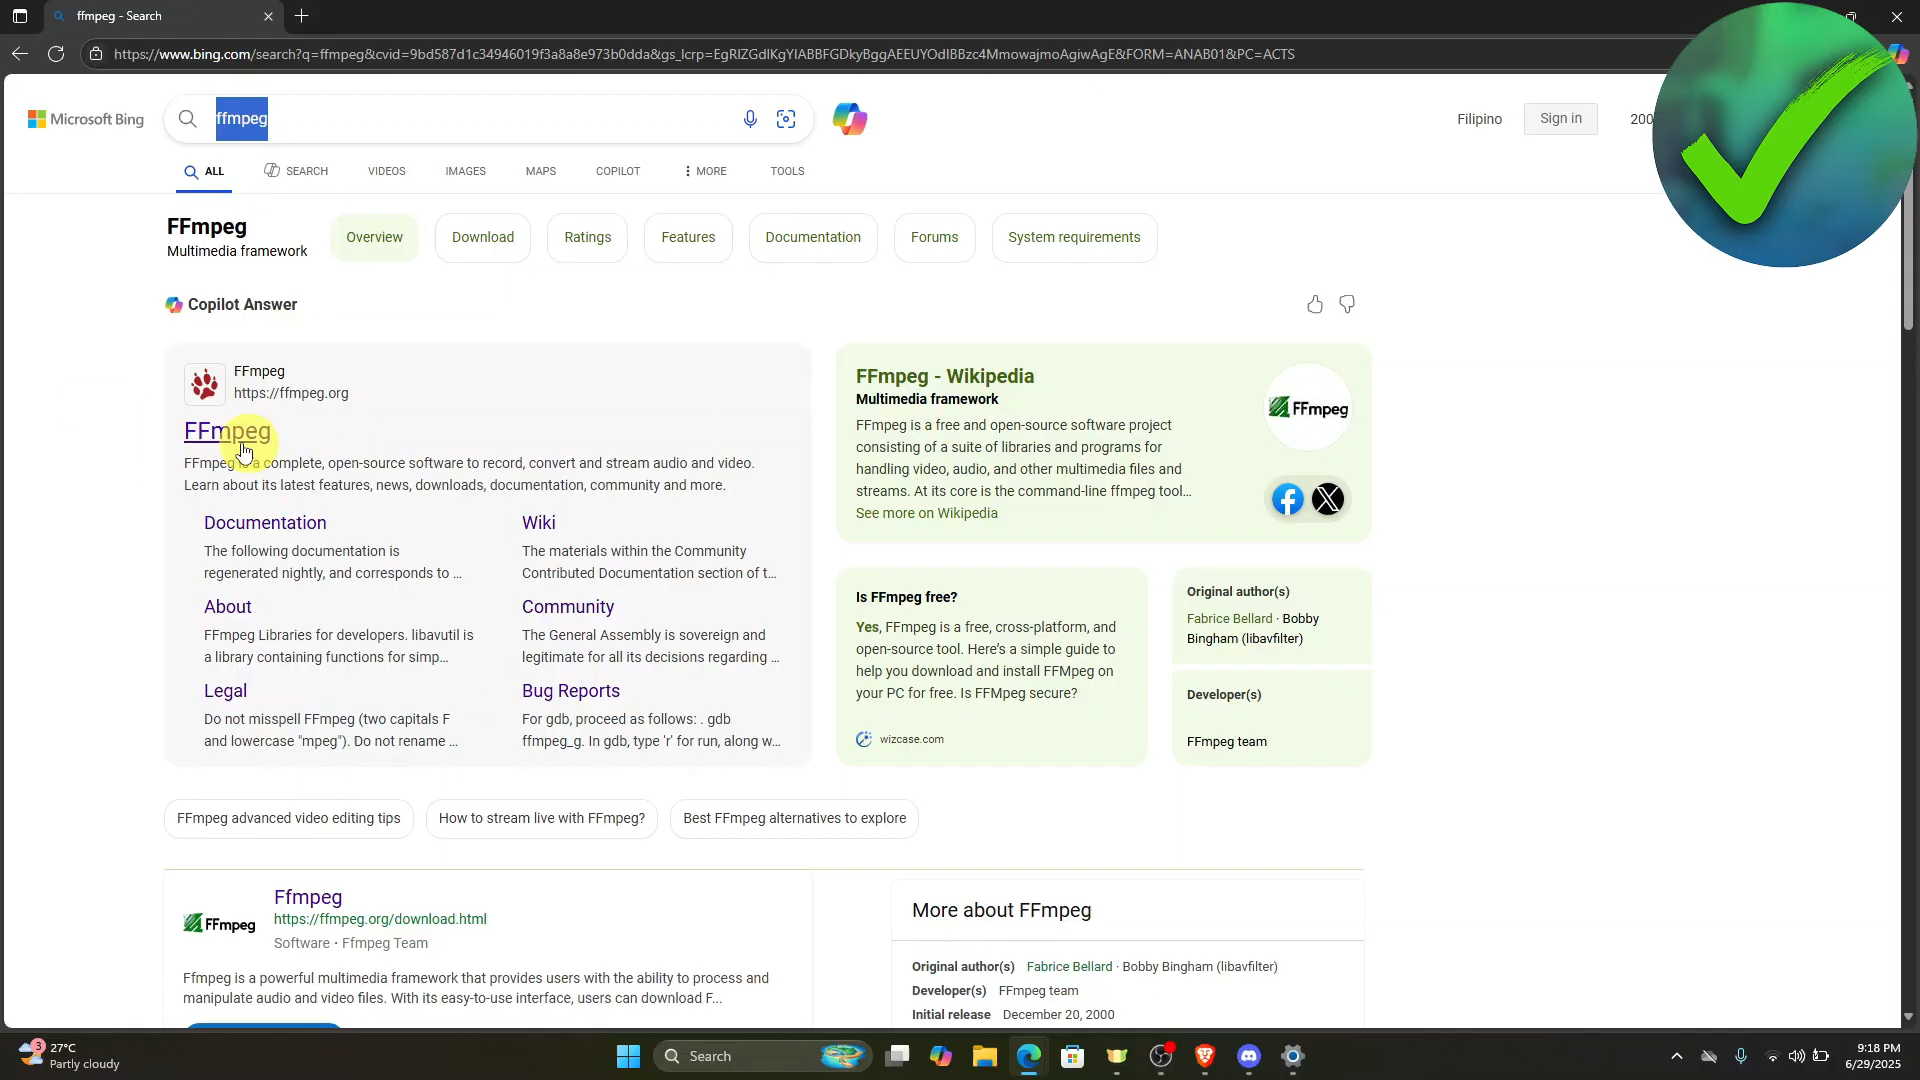 ffmpeg - Search
https://www.bing.com/search?q=ffmpeg&cvid=9bd587d1c34946019f3a8a8e973b0dda&gs_lcrp=EgRlZGdlKgYIABBFGDkyBggAEEUYOdIBBzc4MmowajmoAgiwAgE&FORM=ANAB01&PC=ACTS
Microsoft Bing
ffmpeg
Filipino
Sign in
200
ALL
SEARCH
VIDEOS
IMAGES
MAPS
COPILOT
MORE
TOOLS
FFmpeg
Multimedia framework
Overview
Download
Ratings
Features
Documentation
Forums
System requirements
Copilot Answer
FFmpeg
https://ffmpeg.org
FFmpeg
FFmpeg is a complete, open-source software to record, convert and stream audio and video.
Learn about its latest features, news, downloads, documentation, community and more.
Documentation
The following documentation is
regenerated nightly, and corresponds to ...
Wiki
The materials within the Community
Contributed Documentation section of t...
About
FFmpeg Libraries for developers. libavutil is
a library containing functions for simp...
Community
The General Assembly is sovereign and
legitimate for all its decisions regarding ...
Legal
Do not misspell FFmpeg (two capitals F
and lowercase "mpeg"). Do not rename ...
Bug Reports
For gdb, proceed as follows: . gdb
ffmpeg_g. In gdb, type 'r' for run, along w...
FFmpeg - Wikipedia
Multimedia framework
FFmpeg is a free and open-source software project
consisting of a suite of libraries and programs for
handling video, audio, and other multimedia files and
streams. At its core is the command-line ffmpeg tool...
See more on Wikipedia
FFmpeg
Is FFmpeg free?
Yes, FFmpeg is a free, cross-platform, and
open-source tool. Here's a simple guide to
help you download and install FFMpeg on
your PC for free. Is FFMpeg secure?
wizcase.com
Original author(s)
Fabrice Bellard · Bobby
Bingham (libavfilter)
Developer(s)
FFmpeg team
FFmpeg advanced video editing tips
How to stream live with FFmpeg?
Best FFmpeg alternatives to explore
FFmpeg
Ffmpeg
https://ffmpeg.org/download.html
Software · Ffmpeg Team
Ffmpeg is a powerful multimedia framework that provides users with the ability to process and
manipulate audio and video files. With its easy-to-use interface, users can download F...
More about FFmpeg
Original author(s) Fabrice Bellard · Bobby Bingham (libavfilter)
Developer(s) FFmpeg team
Initial release December 20, 2000
3
27°C
Partly cloudy
Search
9:18 PM
6/29/2025